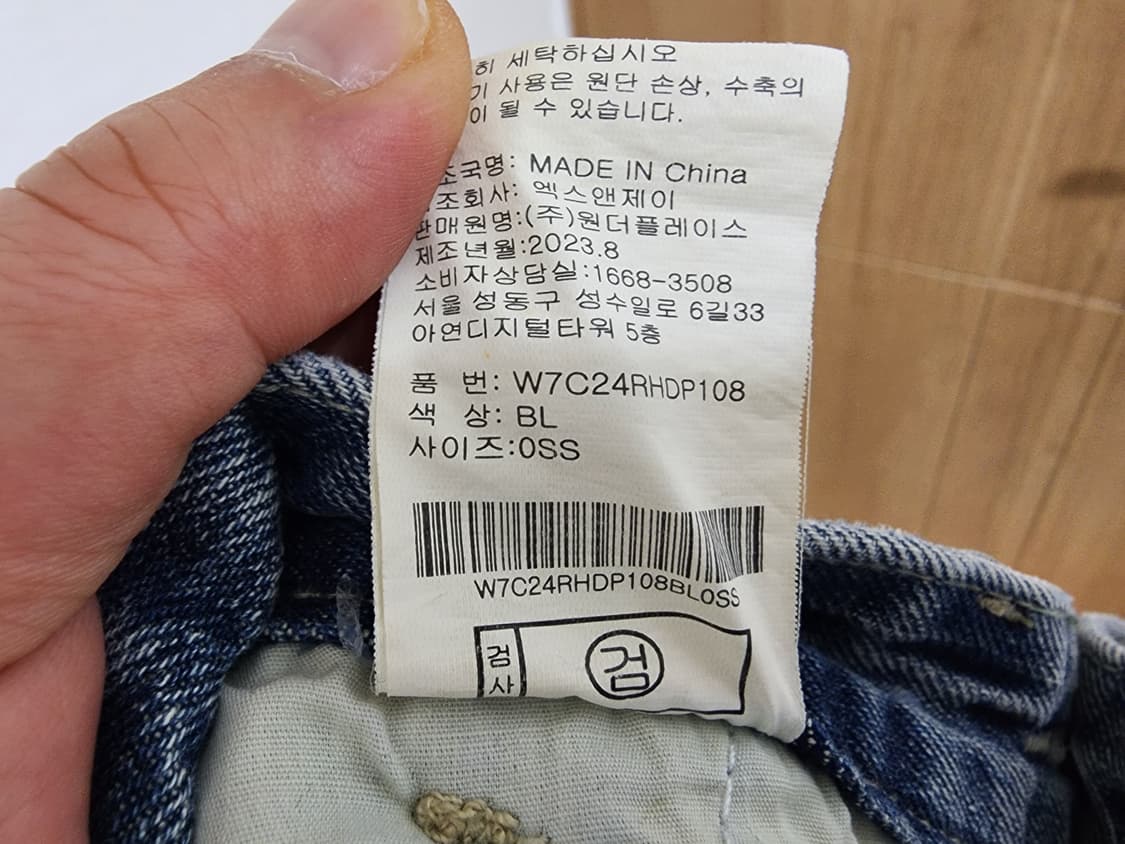 히 세탁하십시오
기 사용은 원단 손상, 수축의
이 될 수 있습니다.
조국명: MADE IN China
조회사: 엑스앤제이
판매원명:(주)원더플레이스
제조년월:2023.8
소비자상담실:1668-3508
서울 성동구 성수일로 6길33
아연디지털타워 5층
품 번: W7C24RHDP108
색 상: BL
사이즈:0SS
W7C24RHDP108BL0SS
검사
검